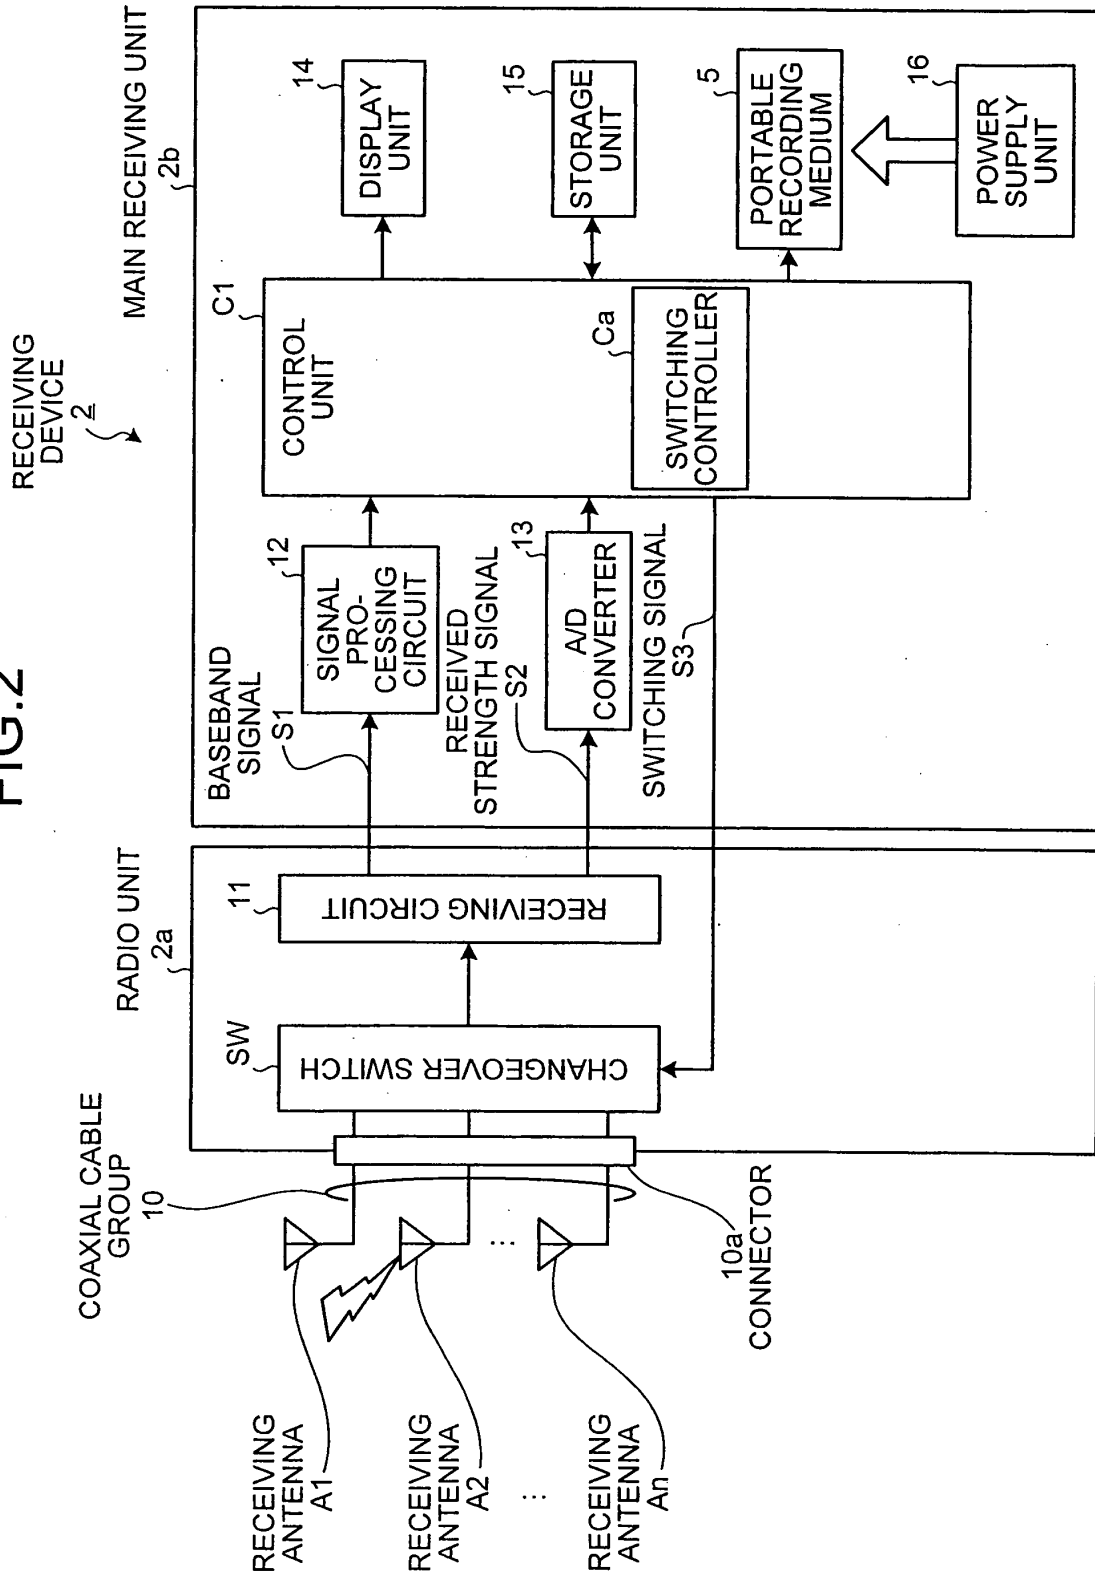 FIG.2
RECEIVING
DEVICE
2
MAIN RECEIVING UNIT
2b
RADIO UNIT
2a
COAXIAL CABLE
GROUP
10
RECEIVING
ANTENNA
A1
RECEIVING
ANTENNA
A2
...
...
RECEIVING
ANTENNA
An
10a
CONNECTOR
SW
CHANGEOVER SWITCH
11
RECEIVING CIRCUIT
BASEBAND
SIGNAL
S1
RECEIVED
STRENGTH SIGNAL
S2
SWITCHING SIGNAL
S3
12
SIGNAL
PRO-
CESSING
CIRCUIT
13
A/D
CONVERTER
C1
CONTROL
UNIT
Ca
SWITCHING
CONTROLLER
14
DISPLAY
UNIT
15
STORAGE
UNIT
5
PORTABLE
RECORDING
MEDIUM
16
POWER
SUPPLY
UNIT